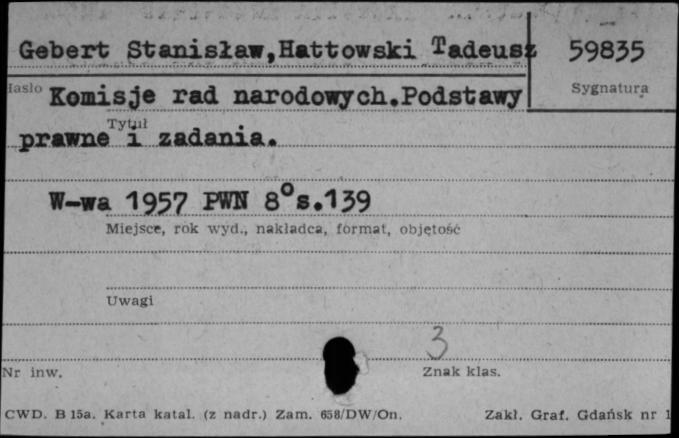 Gebert Stanisław,Hattowski Tadeusz 59835
Hasło Sygnatura
Komisje rad narodowych.Podstawy
Tytuł
prawne i zadania.
W-wa 1957 PWN 8° s.139
Miejsce, rok wyd., nakładca, format, objętość
Uwagi
3
Nr inw. Znak klas.
CWD. B 15a. Karta katal. (z nadr.) Zam. 658/DW/On. Zakł. Graf. Gdańsk nr 1